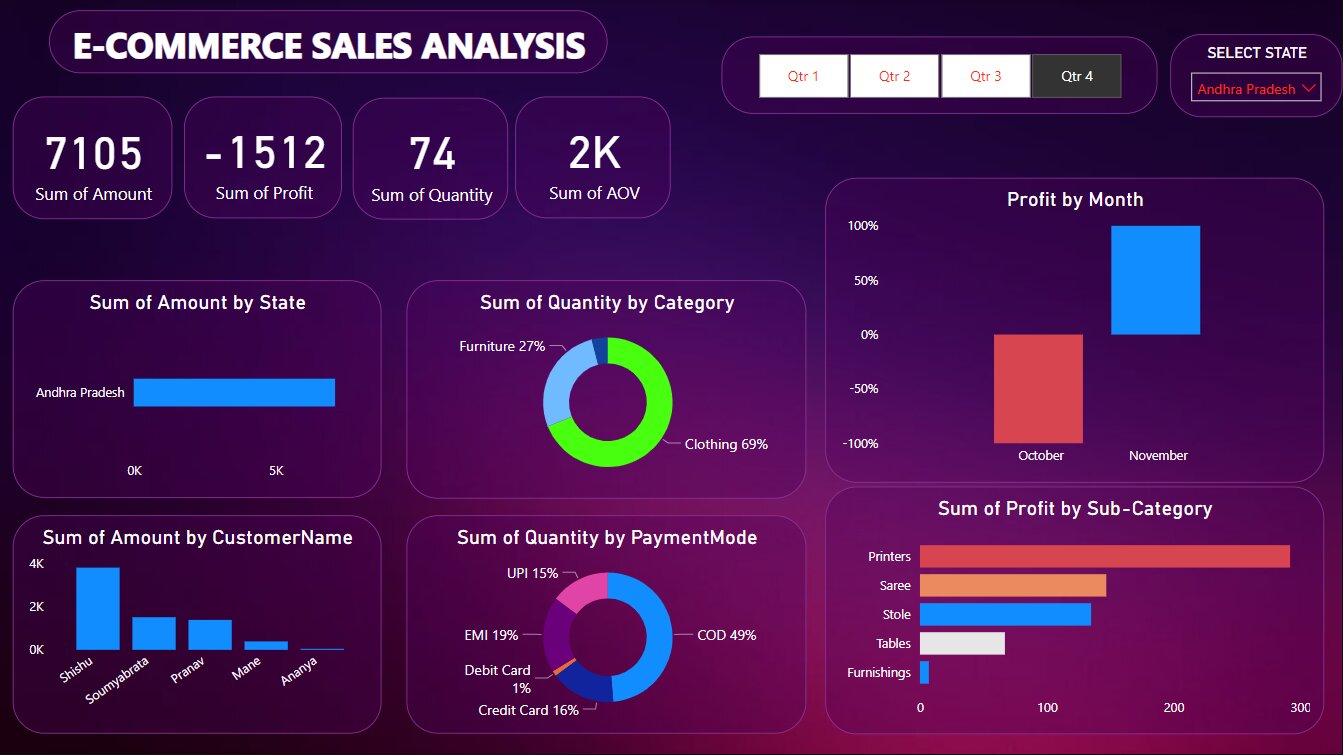 E-COMMERCE SALES ANALYSIS
Qtr 1
Qtr 2
Qtr 3
Qtr 4
SELECT STATE
Andhra Pradesh
7105
Sum of Amount
-1512
Sum of Profit
74
Sum of Quantity
2K
Sum of AOV
Sum of Amount by State
Andhra Pradesh
0K
5K
Sum of Quantity by Category
Furniture 27%
Clothing 69%
Profit by Month
100%
50%
0%
-50%
-100%
October
November
Sum of Amount by CustomerName
4K
2K
0K
Shishu
Soumyabrata
Pranav
Mane
Ananya
Sum of Quantity by PaymentMode
UPI 15%
EMI 19%
COD 49%
Debit Card
1%
Credit Card 16%
Sum of Profit by Sub-Category
Printers
Saree
Stole
Tables
Furnishings
0
100
200
300